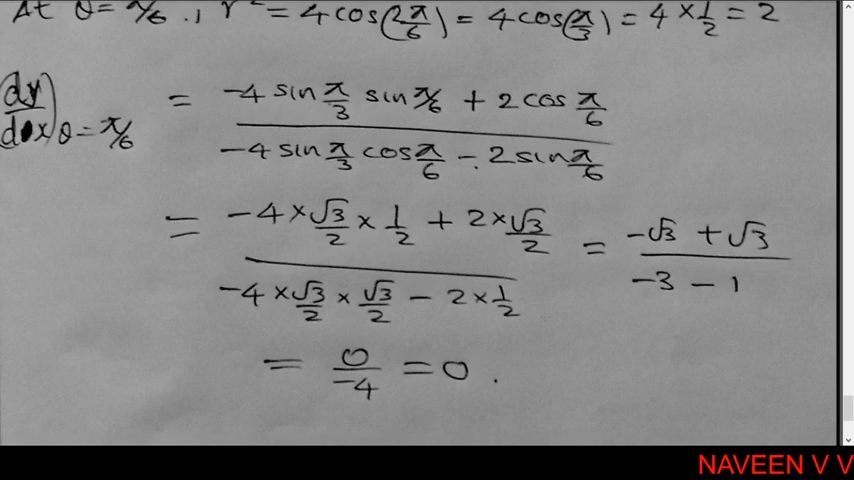 At θ = π/6 ., r² = 4cos(2π/6) = 4cos(π/3) = 4 × 1/2 = 2
(dy/dx)θ=π/6 = (-4 sin π/3 sin π/6 + 2 cos π/6) / (-4 sin π/3 cos π/6 - 2 sin π/6)
= (-4 × √3/2 × 1/2 + 2 × √3/2) / (-4 × √3/2 × √3/2 - 2 × 1/2) = (-√3 + √3) / (-3 - 1)
= 0/-4 = 0 .
NAVEEN V V